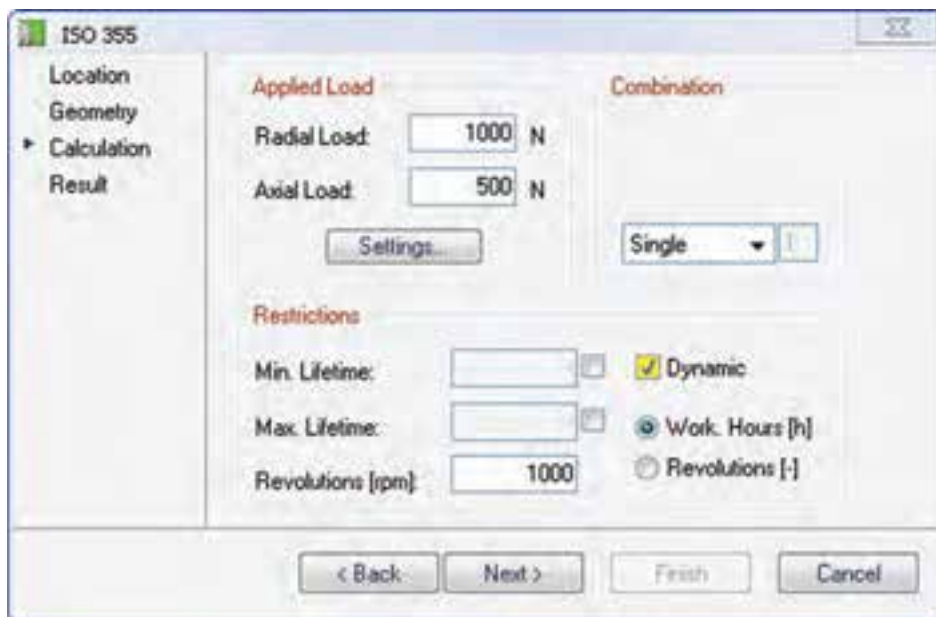 ISO 355
Location
Geometry
Calculation
Result
Applied Load
Radial Load: 1000 N
Axial Load: 500 N
Settings...
Combination
Single 1
Restrictions
Min. Lifetime:
Max. Lifetime:
Revolutions [rpm]: 1000
Dynamic
Work. Hours [h]
Revolutions [-]
< Back Next > Finish Cancel